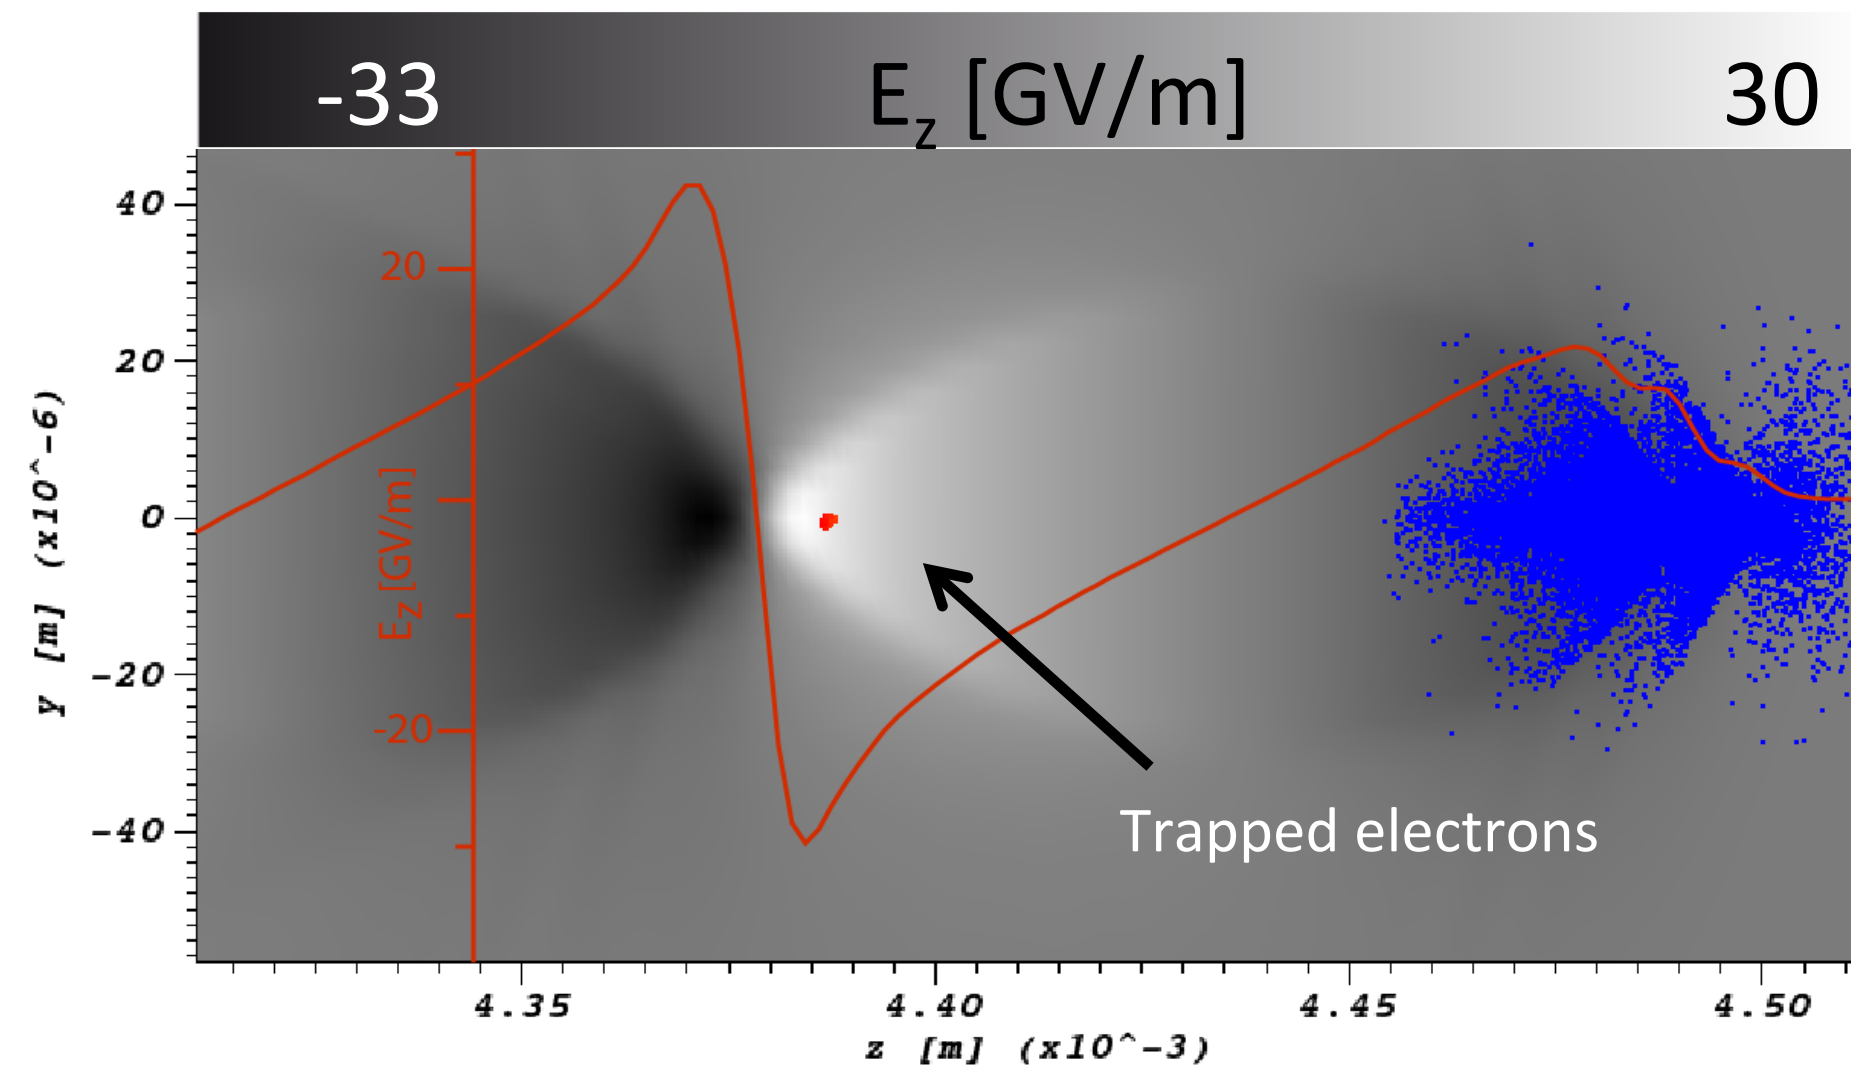 -33 E_z [GV/m] 30
40
20
0
-20
-40
y [m] (x10^-6)
20
-20
E_z [GV/m]
Trapped electrons
4.35 4.40 4.45 4.50
z [m] (x10^-3)